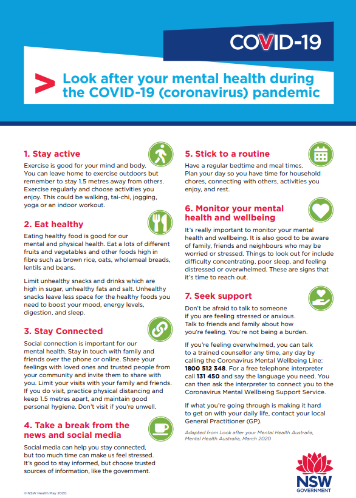 COVID-19
Look after your mental health during
the COVID-19 (coronavirus) pandemic
1. Stay active
Exercise is good for your mind and body.
You can leave home to exercise outdoors but
remember to stay 1.5 metres away from others.
Exercise regularly and choose activities you
enjoy. This could be walking, tai-chi, jogging,
yoga or an indoor workout.
2. Eat healthy
Eating healthy food is good for our
mental and physical health. Eat a lots of different
fruits and vegetables and other foods high in
fibre such as brown rice, oats, wholemeal breads,
lentils and beans.
Limit unhealthy snacks and drinks which are
high in sugar, unhealthy fats and salt. Unhealthy
snacks leave less space for the healthy foods you
need to boost your mood, energy levels,
digestion, and sleep.
3. Stay Connected
Social connection is important for our
mental health. Stay in touch with family and
friends over the phone or online. Share your
feelings with loved ones and trusted people from
your community and invite them to share with
you. Limit your visits with your family and friends.
If you do visit, practice physical distancing and
keep 1.5 metres apart, and maintain good
personal hygiene. Don't visit if you're unwell.
4. Take a break from the
news and social media
Social media can help you stay connected,
but too much time can make us feel stressed.
It's good to stay informed, but choose trusted
sources of information, like the government.
5. Stick to a routine
Have a regular bedtime and meal times.
Plan your day so you have time for household
chores, connecting with others, activities you
enjoy, and rest.
6. Monitor your mental
health and wellbeing
It's really important to monitor your mental
health and wellbeing. It is also good to be aware
of family, friends and neighbours who may be
worried or stressed. Things to look out for include
difficulty concentrating, poor sleep, and feeling
distressed or overwhelmed. These are signs that
it's time to reach out.
7. Seek support
Don't be afraid to talk to someone
if you are feeling stressed or anxious.
Talk to friends and family about how
you're feeling. You're not being a burden.
If you're feeling overwhelmed, you can talk
to a trained counsellor any time, any day by
calling the Coronavirus Mental Wellbeing Line:
1800 512 348. For a free telephone interpreter
call 131 450 and say the language you need. You
can then ask the interpreter to connect you to the
Coronavirus Mental Wellbeing Support Service.
If what you're going through is making it hard
to get on with your daily life, contact your local
General Practitioner (GP).
Adapted from Look after your Mental Health Australia,
Mental Health Australia, March 2020
© NSW Health May 2020.
NSW
GOVERNMENT